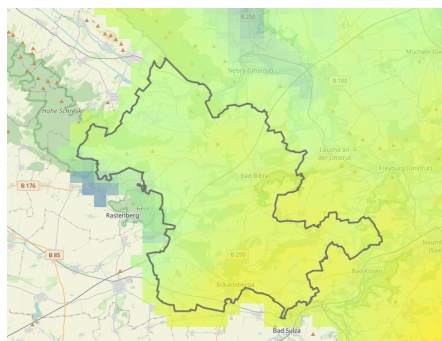 B 250
Mücheln (Ge
Nebra (Unstrut)
B 180
Hohe Schrecke
Laucha an
der Unstrut
Freyburg (Unstrut)
Bad Bibra
B 176
Rastenberg
Naum
B 85
B 250
Bad Kösen
Eckartsberga
Bad Sulza